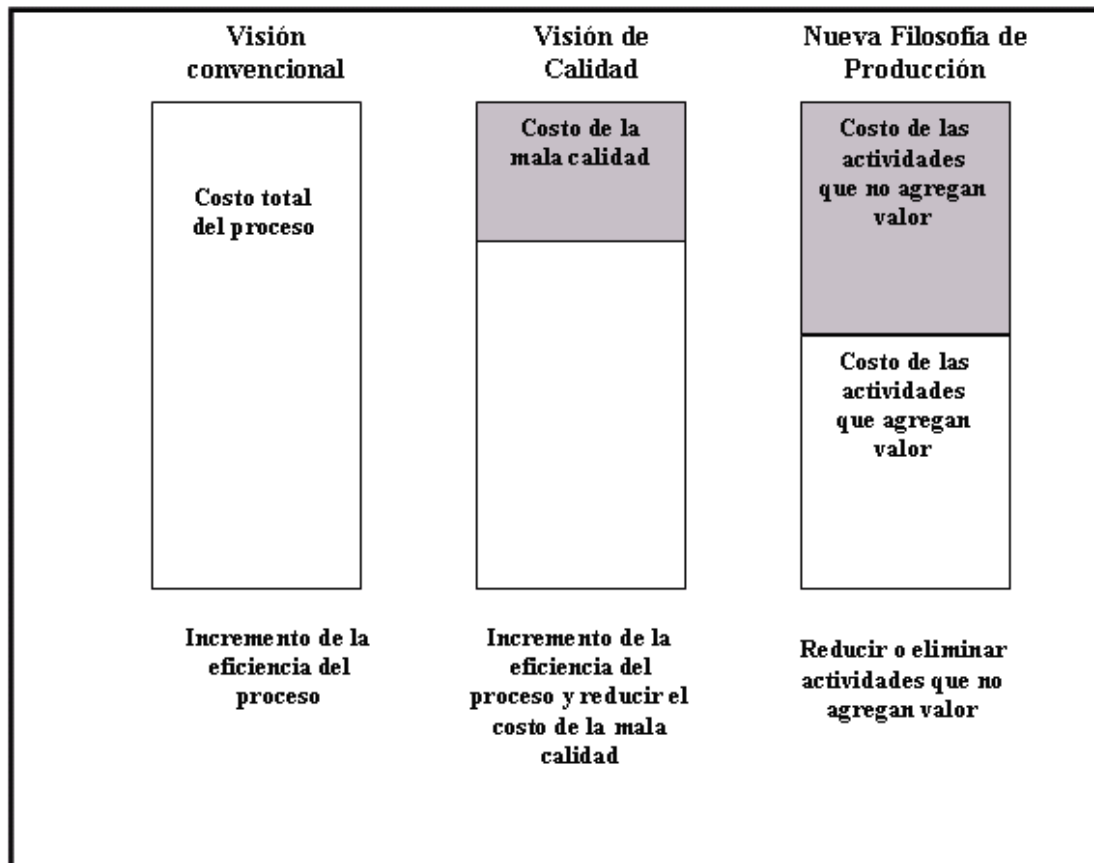 Visión
convencional
Visión de
Calidad
Nueva Filosofia de
Producción
Costo total
del proceso
Costo de la
mala calidad
Costo de las
actividades
que no agregan
valor
Costo de las
actividades
que agregan
valor
Incremento de la
eficiencia del
proceso
Incremento de la
eficiencia del
proceso y reducir el
costo de la mala
calidad
Reducir o eliminar
actividades que no
agregan valor